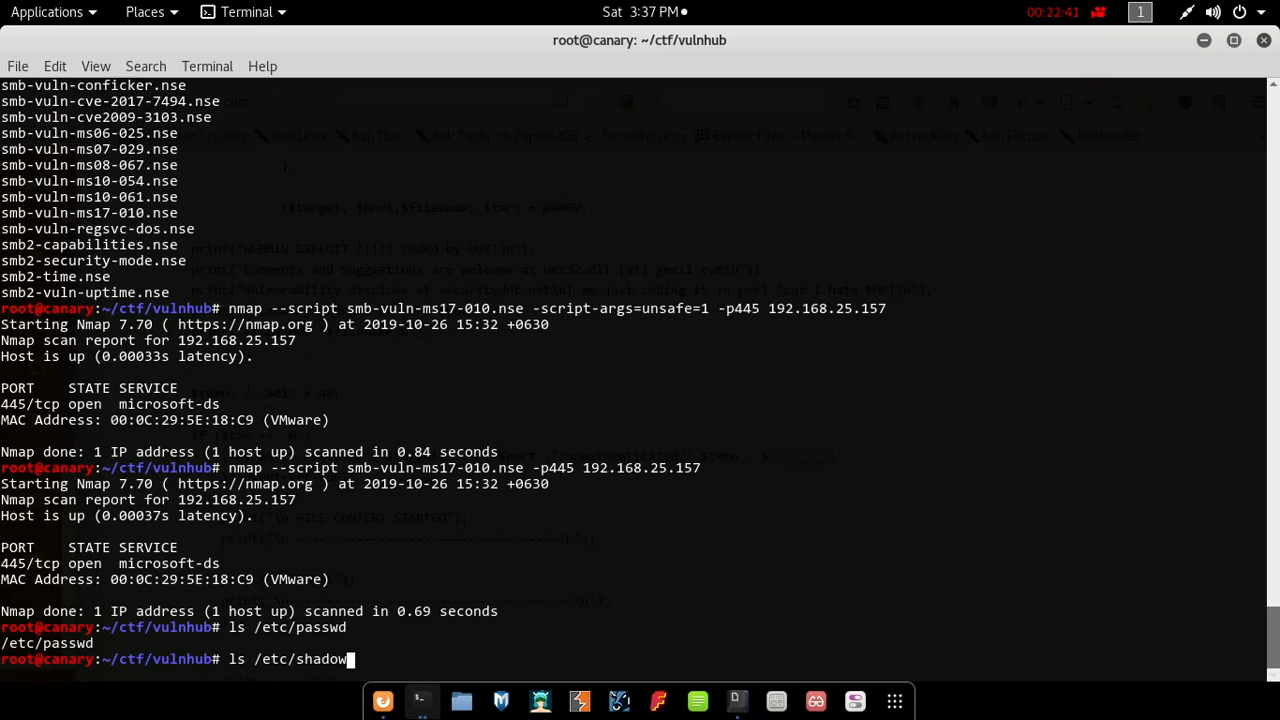 Applications Places Terminal Sat 3:37 PM 00:22:41 1
root@canary: ~/ctf/vulnhub
File Edit View Search Terminal Help
smb-vuln-conficker.nse
smb-vuln-cve-2017-7494.nse
smb-vuln-cve2009-3103.nse
smb-vuln-ms06-025.nse
smb-vuln-ms07-029.nse
smb-vuln-ms08-067.nse
smb-vuln-ms10-054.nse
smb-vuln-ms10-061.nse
smb-vuln-ms17-010.nse
smb-vuln-regsvc-dos.nse
smb2-capabilities.nse
smb2-security-mode.nse
smb2-time.nse
smb2-vuln-uptime.nse
root@canary:~/ctf/vulnhub# nmap --script smb-vuln-ms17-010.nse -script-args=unsafe=1 -p445 192.168.25.157
Starting Nmap 7.70 ( https://nmap.org ) at 2019-10-26 15:32 +0630
Nmap scan report for 192.168.25.157
Host is up (0.00033s latency).
PORT STATE SERVICE
445/tcp open microsoft-ds
MAC Address: 00:0C:29:5E:18:C9 (VMware)
Nmap done: 1 IP address (1 host up) scanned in 0.84 seconds
root@canary:~/ctf/vulnhub# nmap --script smb-vuln-ms17-010.nse -p445 192.168.25.157
Starting Nmap 7.70 ( https://nmap.org ) at 2019-10-26 15:32 +0630
Nmap scan report for 192.168.25.157
Host is up (0.00037s latency).
PORT STATE SERVICE
445/tcp open microsoft-ds
MAC Address: 00:0C:29:5E:18:C9 (VMware)
Nmap done: 1 IP address (1 host up) scanned in 0.69 seconds
root@canary:~/ctf/vulnhub# ls /etc/passwd
/etc/passwd
root@canary:~/ctf/vulnhub# ls /etc/shadow